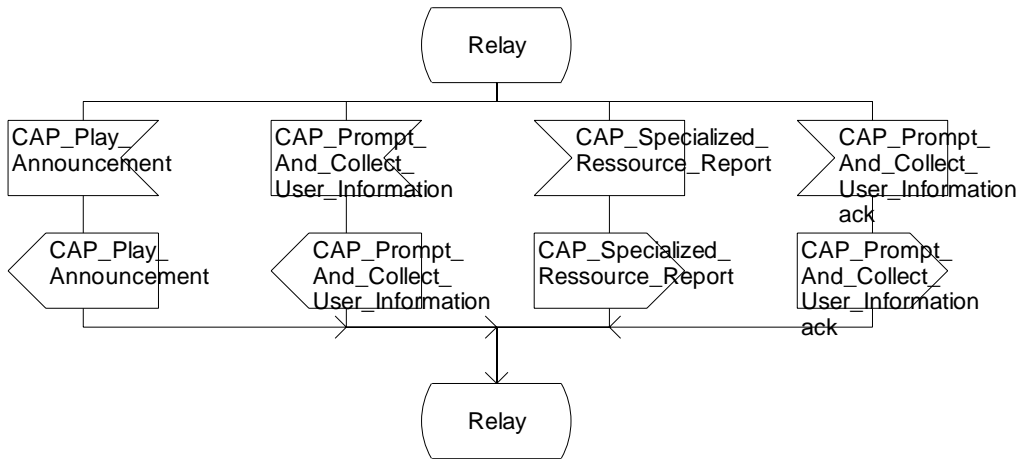 Relay
CAP_Play_
Announcement
CAP_Prompt_
And_Collect_
User_Information
CAP_Specialized_
Ressource_Report
CAP_Prompt_
And_Collect_
User_Information
ack
CAP_Play_
Announcement
CAP_Prompt_
And_Collect_
User_Information
CAP_Specialized_
Ressource_Report
CAP_Prompt_
And_Collect_
User_Information
ack
Relay